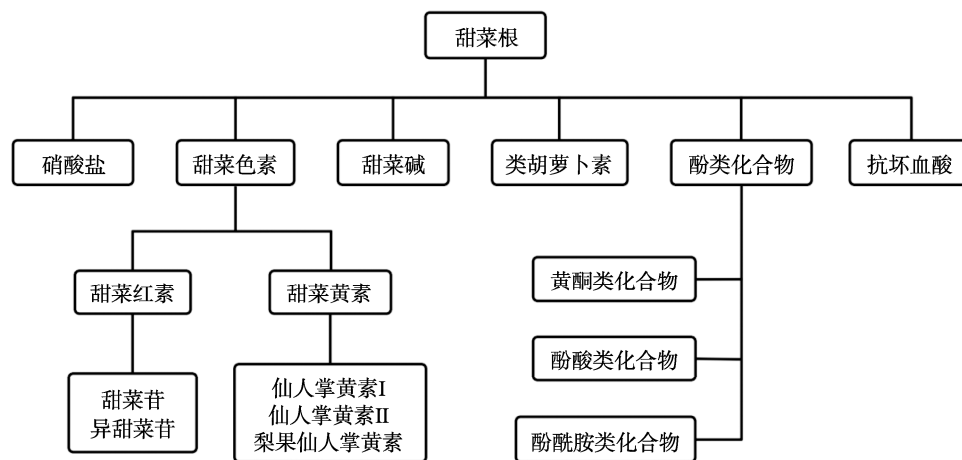 甜菜根
硝酸盐
甜菜色素
甜菜碱
类胡萝卜素
酚类化合物
抗坏血酸
甜菜红素
甜菜黄素
黄酮类化合物
酚酸类化合物
酚酰胺类化合物
甜菜苷
异甜菜苷
仙人掌黄素I
仙人掌黄素II
梨果仙人掌黄素